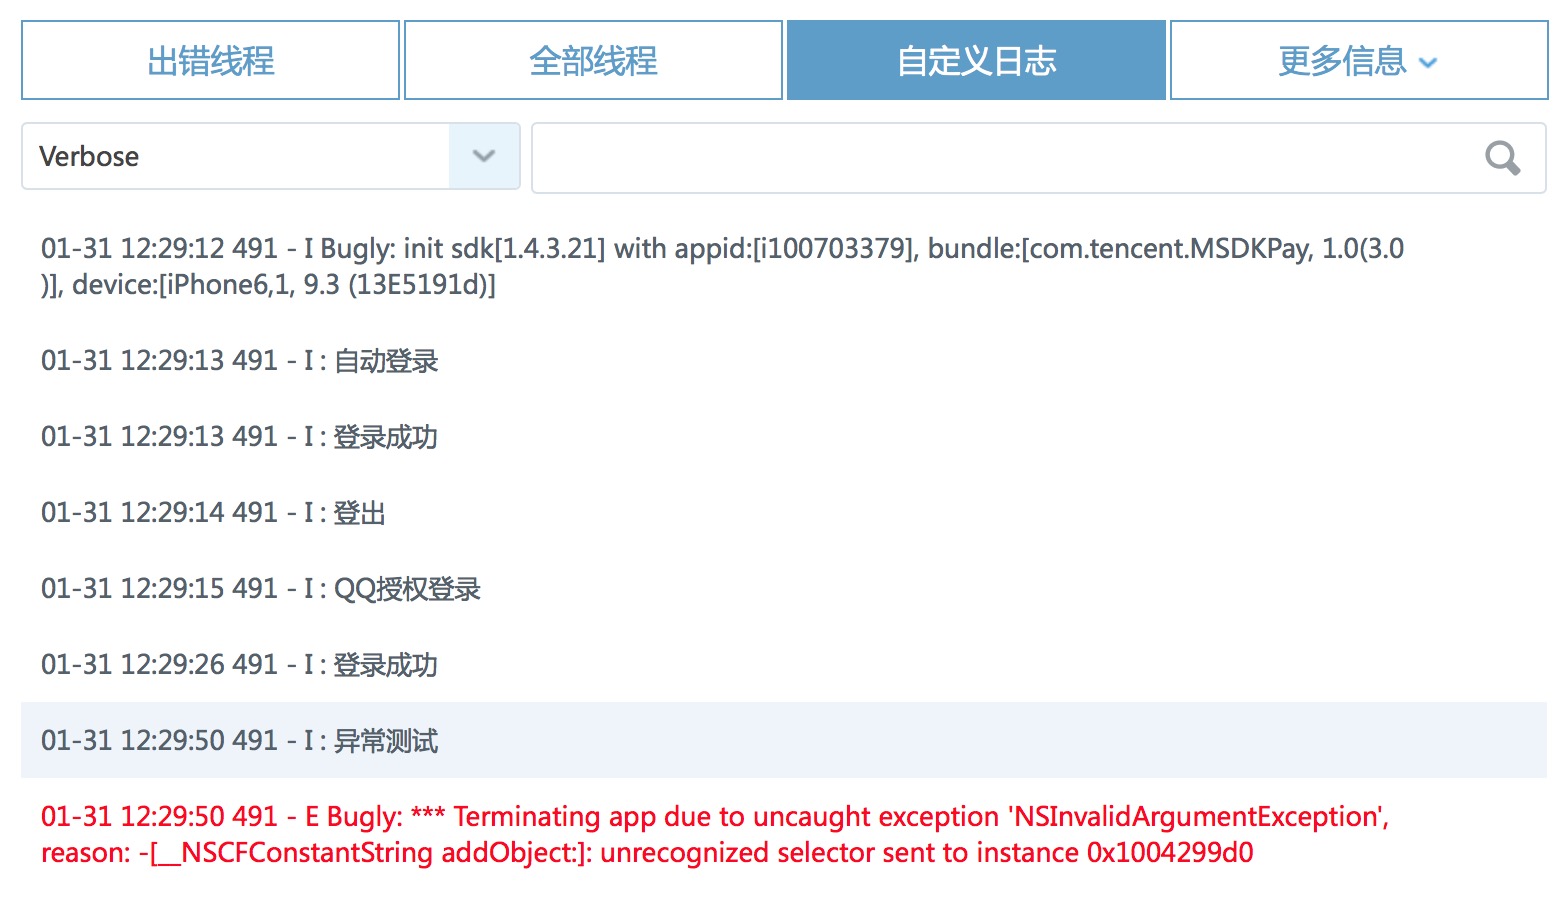 出错线程
全部线程
自定义日志
更多信息
Verbose
01-31 12:29:12 491 - I Bugly: init sdk[1.4.3.21] with appid:[i100703379], bundle:[com.tencent.MSDKPay, 1.0(3.0
)], device:[iPhone6,1, 9.3 (13E5191d)]
01-31 12:29:13 491 - I : 自动登录
01-31 12:29:13 491 - I : 登录成功
01-31 12:29:14 491 - I : 登出
01-31 12:29:15 491 - I : QQ授权登录
01-31 12:29:26 491 - I : 登录成功
01-31 12:29:50 491 - I : 异常测试
01-31 12:29:50 491 - E Bugly: *** Terminating app due to uncaught exception 'NSInvalidArgumentException',
reason: -[__NSCFConstantString addObject:]: unrecognized selector sent to instance 0x1004299d0